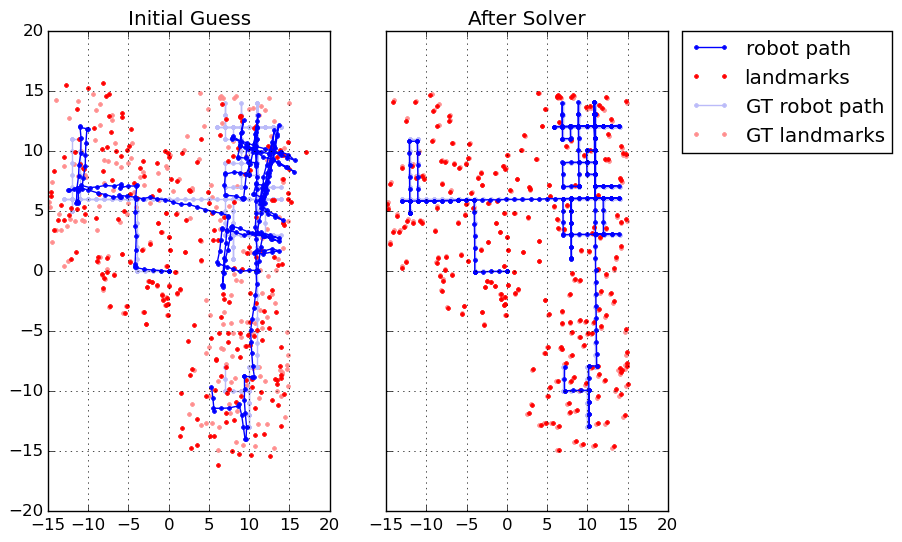 Initial Guess
After Solver
20
15
10
5
0
−5
−10
−15
−20
−15 −10 −5 0 5 10 15 20
−15 −10 −5 0 5 10 15 20
robot path
landmarks
GT robot path
GT landmarks